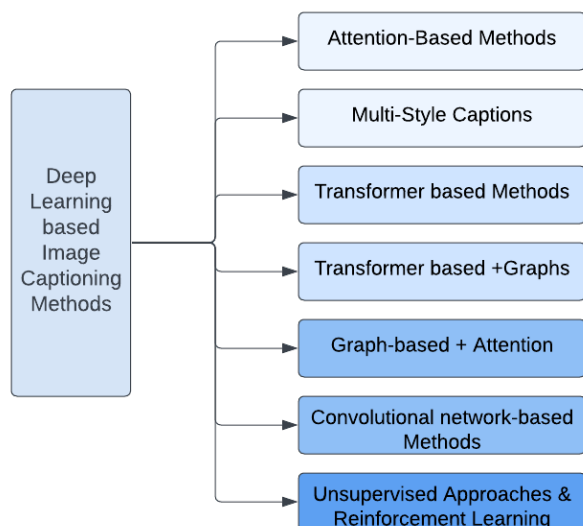 Deep
Learning
based
Image
Captioning
Methods
Attention-Based Methods
Multi-Style Captions
Transformer based Methods
Transformer based +Graphs
Graph-based + Attention
Convolutional network-based
Methods
Unsupervised Approaches &
Reinforcement Learning